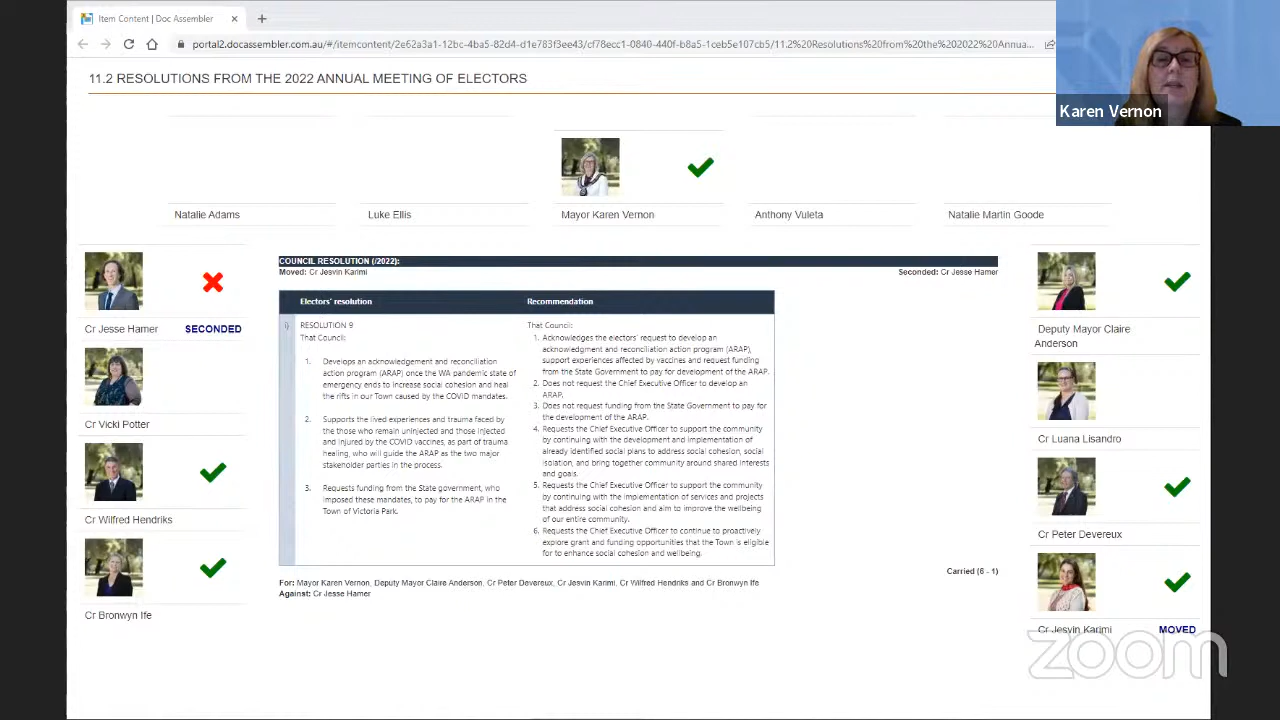 Item Content | Doc Assembler
portal2.docassembler.com.au/#/itemcontent/2e62a3a1-12bc-4ba5-82d4-d1e783f3ee43/cf78ecc1-0840-440f-b8a5-1ceb5e107cb5/11.2%20Resolutions%20from%20the%202022%20Annua...
11.2 RESOLUTIONS FROM THE 2022 ANNUAL MEETING OF ELECTORS
Karen Vernon
Natalie Adams
Luke Ellis
Mayor Karen Vernon
Anthony Vuleta
Natalie Martin Goode
Cr Jesse Hamer
SECONDED
Cr Vicki Potter
Cr Wilfred Hendriks
Cr Bronwyn Ife
COUNCIL RESOLUTION (/2022):
Moved: Cr Jesvin Karimi
Seconded: Cr Jesse Hamer
Electors' resolution
Recommendation
i)
RESOLUTION 9
That Council:
1. Develops an acknowledgement and reconciliation
action program (ARAP) once the WA pandemic state of
emergency ends to increase social cohesion and heal
the rifts in our Town caused by the COVID mandates.
2. Supports the lived experiences and trauma faced by
the those who remain uninjected and those injected
and injured by the COVID vaccines, as part of trauma
healing, who will guide the ARAP as the two major
stakeholder parties in the process.
3. Requests funding from the State government, who
imposed these mandates, to pay for the ARAP in the
Town of Victoria Park.
That Council:
1. Acknowledges the electors' request to develop an
acknowledgment and reconciliation action program (ARAP),
support experiences affected by vaccines and request funding
from the State Government to pay for development of the ARAP.
2. Does not request the Chief Executive Officer to develop an
ARAP.
3. Does not request funding from the State Government to pay for
the development of the ARAP.
4. Requests the Chief Executive Officer to support the community
by continuing with the development and implementation of
already identified social plans to address social cohesion, social
isolation, and bring together community around shared interests
and goals.
5. Requests the Chief Executive Officer to support the community
by continuing with the implementation of services and projects
that address social cohesion and aim to improve the wellbeing
of our entire community.
6. Requests the Chief Executive Officer to continue to proactively
explore grant and funding opportunities that the Town is eligible
for to enhance social cohesion and wellbeing.
Carried (6 - 1)
For: Mayor Karen Vernon, Deputy Mayor Claire Anderson, Cr Peter Devereux, Cr Jesvin Karimi, Cr Wilfred Hendriks and Cr Bronwyn Ife
Against: Cr Jesse Hamer
Deputy Mayor Claire
Anderson
Cr Luana Lisandro
Cr Peter Devereux
Cr Jesvin Karimi
MOVED
zoom